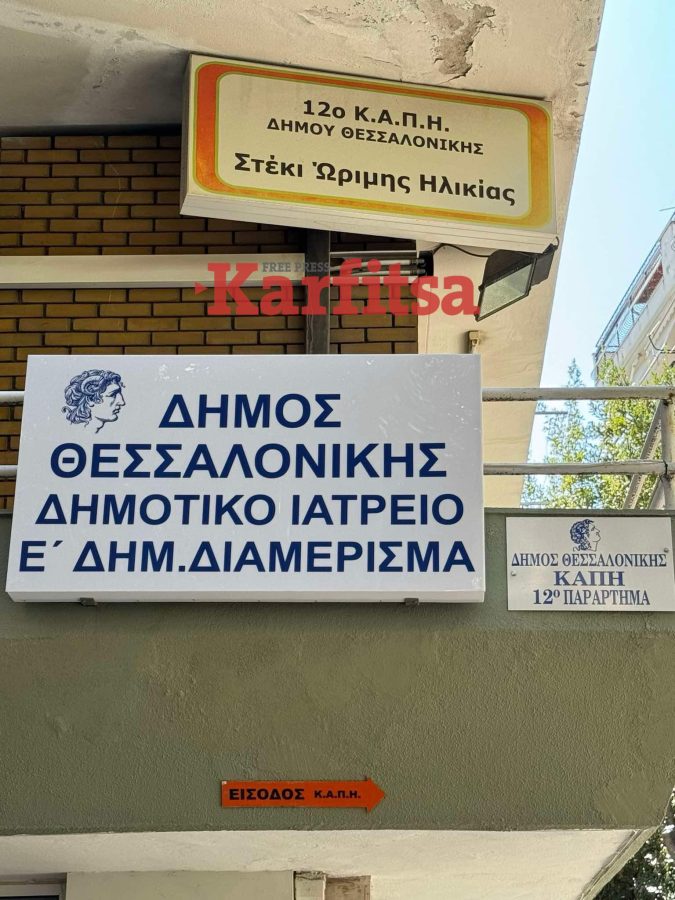 12ο Κ.Α.Π.Η.
ΔΗΜΟΥ ΘΕΣΣΑΛΟΝΙΚΗΣ
Στέκι Ώριμης Ηλικίας
FREE PRESS
Karfitsa
ΔΗΜΟΣ
ΘΕΣΣΑΛΟΝΙΚΗΣ
ΔΗΜΟΤΙΚΟ ΙΑΤΡΕΙΟ
Ε΄ ΔΗΜ.ΔΙΑΜΕΡΙΣΜΑ
ΔΗΜΟΣ ΘΕΣΣΑΛΟΝΙΚΗΣ
ΚΑΠΗ
12ο ΠΑΡΑΡΤΗΜΑ
ΕΙΣΟΔΟΣ Κ.Α.Π.Η.